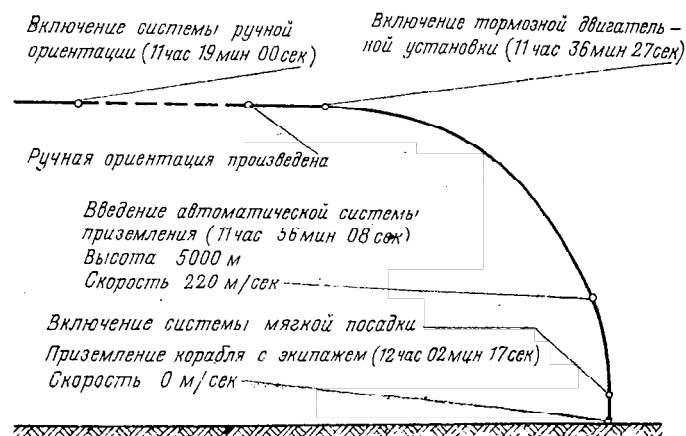 Включение системы ручной
ориентации (11час 19мин 00сек)
Включение тормозной двигатель-
ной установки (11час 36мин 27сек)
Ручная ориентация произведена
Введение автоматической системы
приземления (11час 56мин 08сек)
Высота 5000 м
Скорость 220 м/сек
Включение системы мягкой посадки
Приземление корабля с экипажем (12час 02мин 17сек)
Скорость 0 м/сек